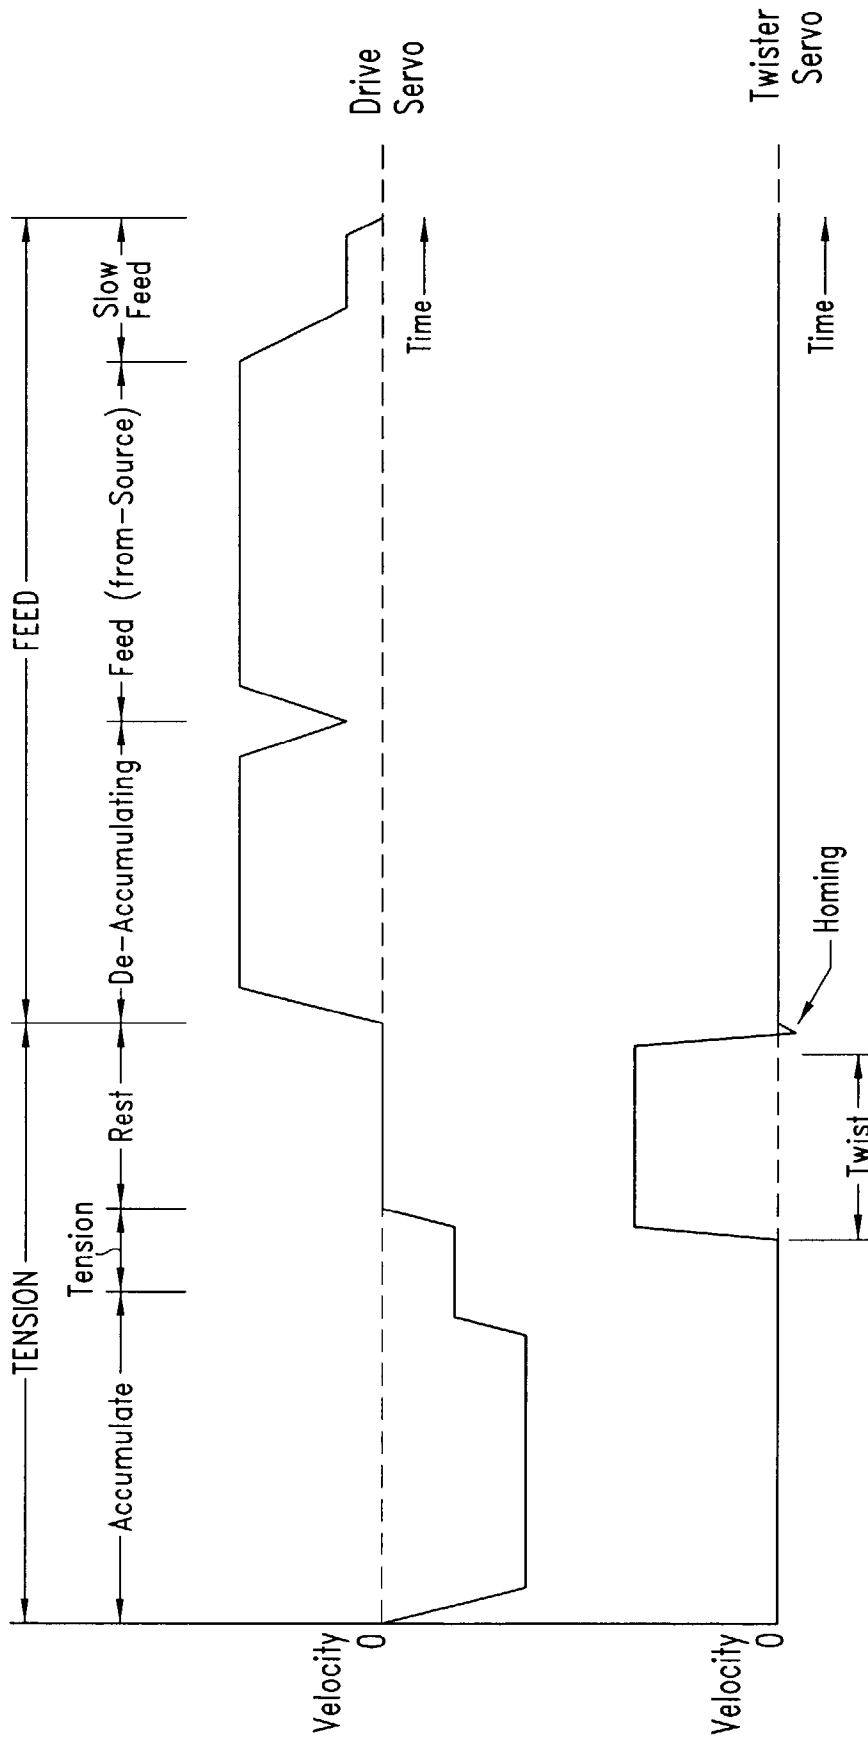 TENSION
FEED
Accumulate
Tension
Rest
De-Accumulating
Feed (from-Source)
Slow
Feed
Velocity
0
Drive
Servo
Time
Velocity
0
Twister
Servo
Time
Homing
Twist